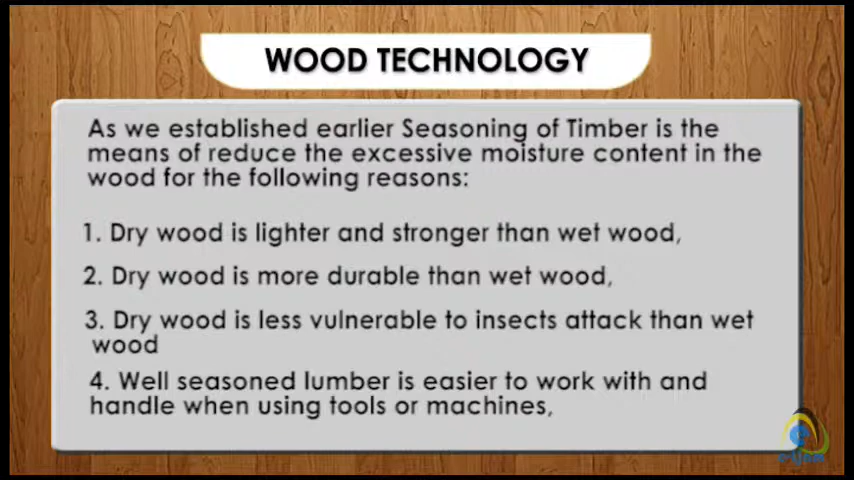 WOOD TECHNOLOGY
As we established earlier Seasoning of Timber is the
means of reduce the excessive moisture content in the
wood for the following reasons:
1. Dry wood is lighter and stronger than wet wood,
2. Dry wood is more durable than wet wood,
3. Dry wood is less vulnerable to insects attack than wet
wood
4. Well seasoned lumber is easier to work with and
handle when using tools or machines,